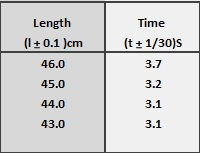 Length Time
(l ± 0.1 )cm (t ± 1/30)S
46.0 3.7
45.0 3.2
44.0 3.1
43.0 3.1